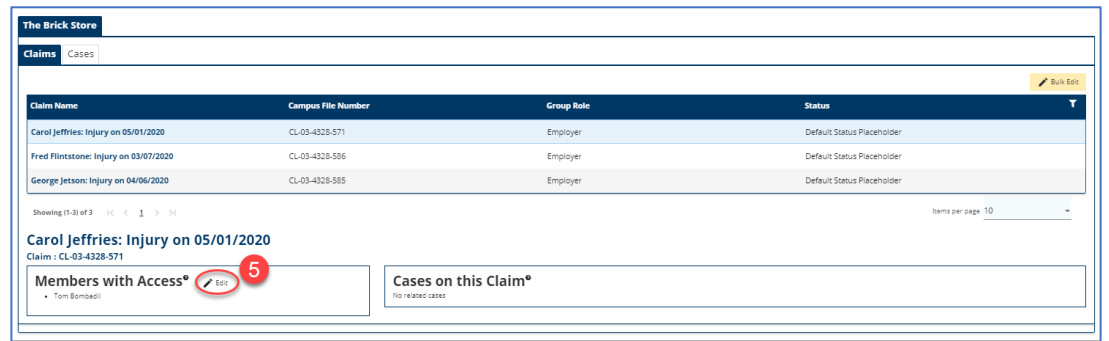 The Brick Store
Claims Cases
Bulk Edit
Claim Name Campus File Number Group Role Status
Carol Jeffries: Injury on 05/01/2020 CL-03-4328-571 Employer Default Status Placeholder
Fred Flintstone: Injury on 03/07/2020 CL-03-4328-586 Employer Default Status Placeholder
George Jetson: Injury on 04/06/2020 CL-03-4328-585 Employer Default Status Placeholder
Showing (1-3) of 3 |< < 1 > >| Items per page 10
Carol Jeffries: Injury on 05/01/2020
Claim : CL-03-4328-571
5
Members with Access Edit Cases on this Claim
• Tom Bombadil No related cases